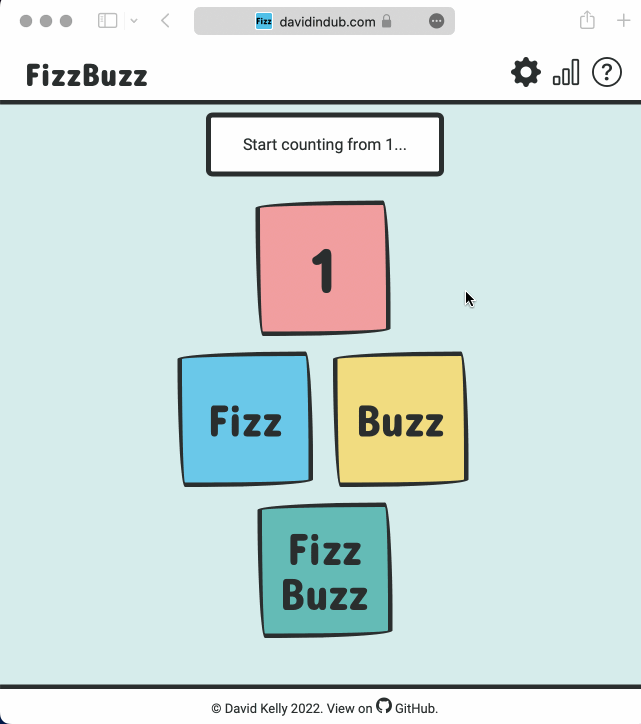 Fizz davidindub.com
FizzBuzz
?
Start counting from 1...
1
Fizz
Buzz
Fizz
Buzz
© David Kelly 2022. View on GitHub.